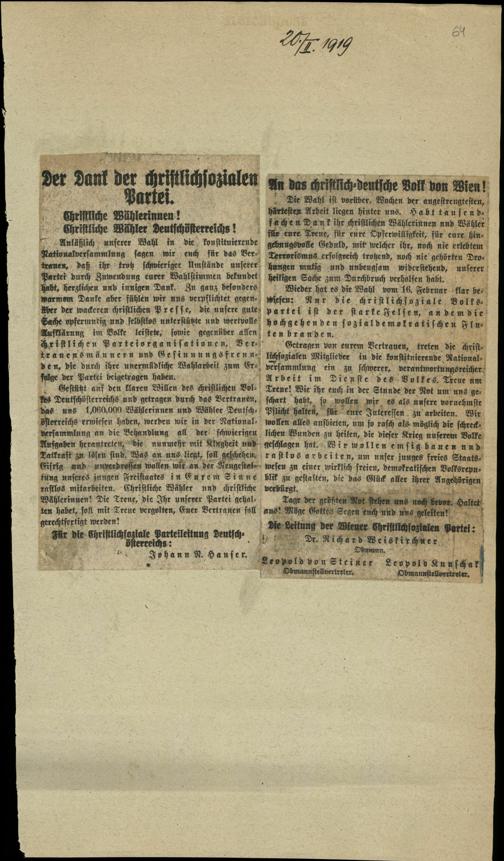 20./II. 1919
64
Der Dank der christlichsozialen
Partei.
Christliche Wählerinnen!
Christliche Wähler Deutschösterreichs!
Anläßlich unserer Wahl in die konstituierende
Nationalversammlung sagen wir euch für das Ver-
trauen, daß ihr trotz schwieriger Umstände unserer
Partei durch Zuwendung eurer Wahlstimmen bekundet
habt, herzlichen und innigen Dank. Zu ganz besonders
warmem Danke aber fühlen wir uns verpflichtet gegen-
über der wackeren christlichen Presse, die unsere gute
Sache opfermutig und selbstlos unterstützte und wertvolle
Aufklärung im Volke leistete, sowie gegenüber allen
christlichen Parteiorganisationen, Ver-
trauensmännern und Gesinnungsfreun-
den, die durch ihre unermüdliche Wahlarbeit zum Er-
folge der Partei beigetragen haben.
Gestützt auf den klaren Willen des christlichen Vol-
kes Deutschösterreichs und getragen durch das Vertrauen,
das uns 1,060.000 Wählerinnen und Wähler Deutsch-
österreichs erwiesen haben, werden wir in der National-
versammlung an die Behandlung all der schwierigen
Aufgaben herantreten, die nunmehr mit Klugheit und
Tatkraft zu lösen sind. Was an uns liegt, soll geschehen.
Eifrig und unverdrossen wollen wir an der Neugestal-
tung unseres jungen Freistaates in Eurem Sinne
rastlos mitarbeiten. Christliche Wähler und christliche
Wählerinnen! Die Treue, die Ihr unserer Partei gehal-
ten habet, soll mit Treue vergolten, Euer Vertrauen soll
gerechtfertigt werden!
Für die Christlichsoziale Parteileitung Deutsch-
österreichs:
Johann N. Hauser.
An das christlich-deutsche Volk von Wien!
Die Wahl ist vorüber. Wochen der angestrengtesten,
härtesten Arbeit liegen hinter uns. Habt tausend-
fachen Dank ihr christlichen Wählerinnen und Wähler
für eure Treue, für eure Opferwilligkeit, für eure hin-
gebungsvolle Geduld, mit welcher ihr, noch nie erlebtem
Terrorismus erfolgreich trotzend, noch nie gehörten Dro-
hungen mutig und unbeugsam widerstehend, unserer
heiligen Sache zum Durchbruch verholfen habt.
Wieder hat es die Wahl vom 16. Februar klar be-
wiesen: Nur die christlichsoziale Volks-
partei ist der starke Felsen, an dem die
hochgehenden sozialdemokratischen Flu-
ten branden.
Getragen von eurem Vertrauen, treten die christ-
lichsozialen Mitglieder in die konstituierende National-
versammlung ein zu schwerer, verantwortungsreicher
Arbeit im Dienste des Volkes. Treue um
Treue! Wie ihr euch in der Stunde der Not um uns ge-
schart habt, so wollen wir es als unsere vornehmste
Pflicht halten, für eure Interessen zu arbeiten. Wir
wollen alles aufbieten, um so rasch als möglich die schreck-
lichen Wunden zu heilen, die dieser Krieg unserem Volke
geschlagen hat. Wir wollen emsig bauen und
rastlos arbeiten, um unser junges freies Staats-
wesen zu einer wirklich freien, demokratischen Volksrepu-
blik zu gestalten, die das Glück aller ihrer Angehörigen
verbürgt.
Tage der größten Not stehen uns noch bevor. Haltet
aus! Möge Gottes Segen euch und uns geleiten!
Die Leitung der Wiener Christlichsozialen Partei:
Dr. Richard Weiskirchner
Obmann.
Leopold von Steiner Leopold Kunschak
Obmannstellvertreter. Obmannstellvertreter.